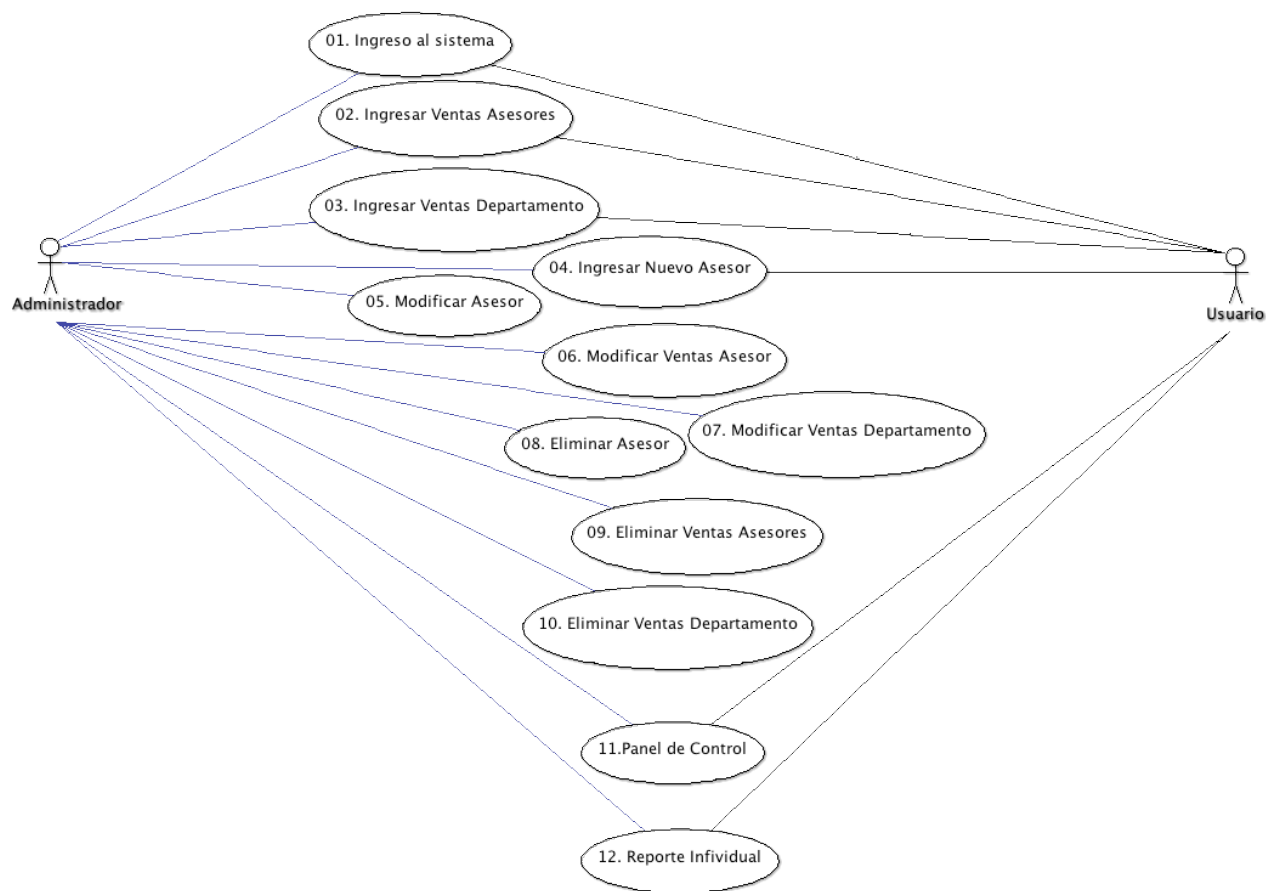 01. Ingreso al sistema
02. Ingresar Ventas Asesores
03. Ingresar Ventas Departamento
04. Ingresar Nuevo Asesor
Administrador
05. Modificar Asesor
Usuario
06. Modificar Ventas Asesor
07. Modificar Ventas Departamento
08. Eliminar Asesor
09. Eliminar Ventas Asesores
10. Eliminar Ventas Departamento
11.Panel de Control
12. Reporte Infividual